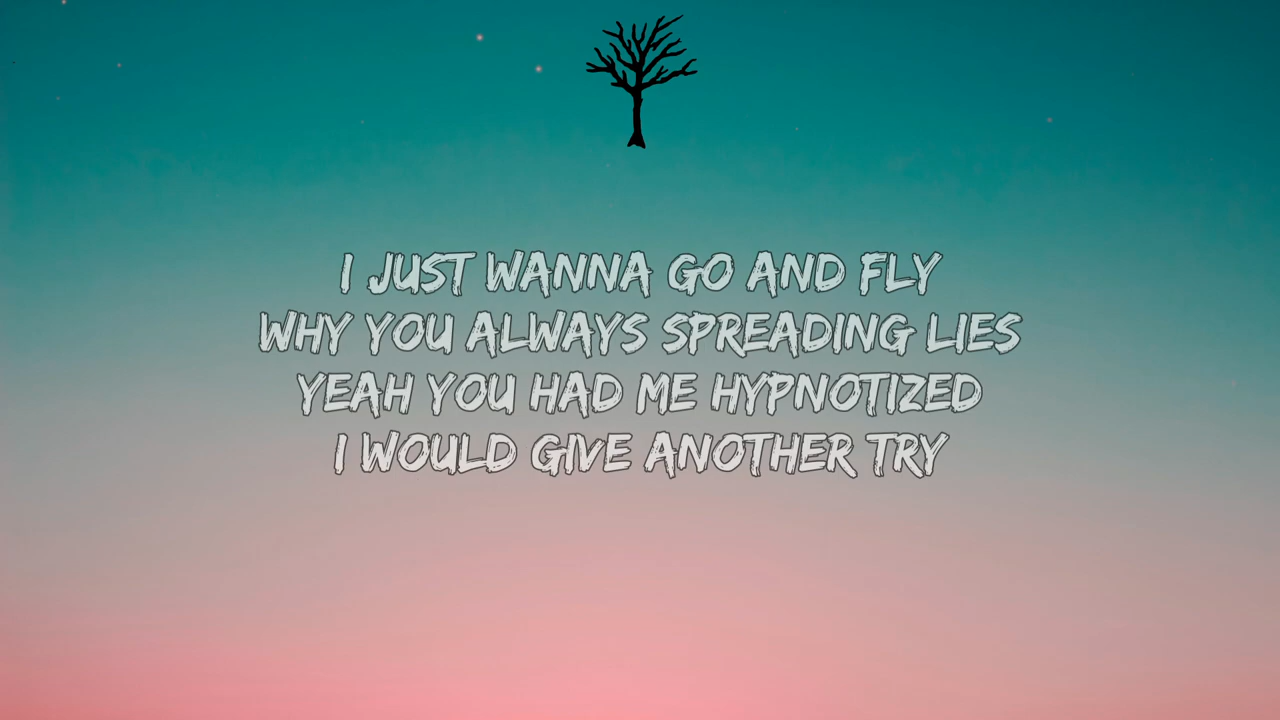 I JUST WANNA GO AND FLY
WHY YOU ALWAYS SPREADING LIES
YEAH YOU HAD ME HYPNOTIZED
I WOULD GIVE ANOTHER TRY